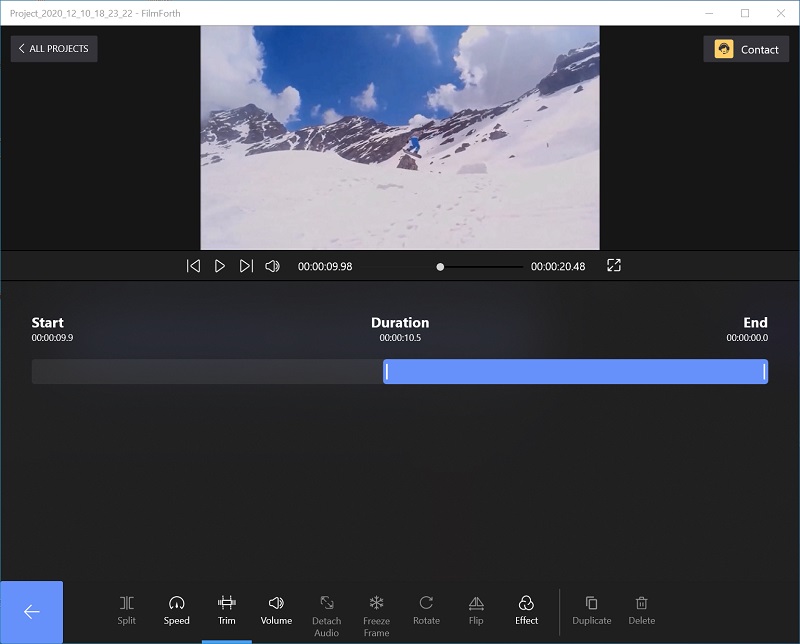 Project_2020_12_10_18_23_22 - FilmForth
ALL PROJECTS
Contact
00:00:09.98
00:00:20.48
Start
Duration
End
00:00:09.9
00:00:10.5
00:00:00.0
Split
Speed
Trim
Volume
Detach
Audio
Freeze
Frame
Rotate
Flip
Effect
Duplicate
Delete